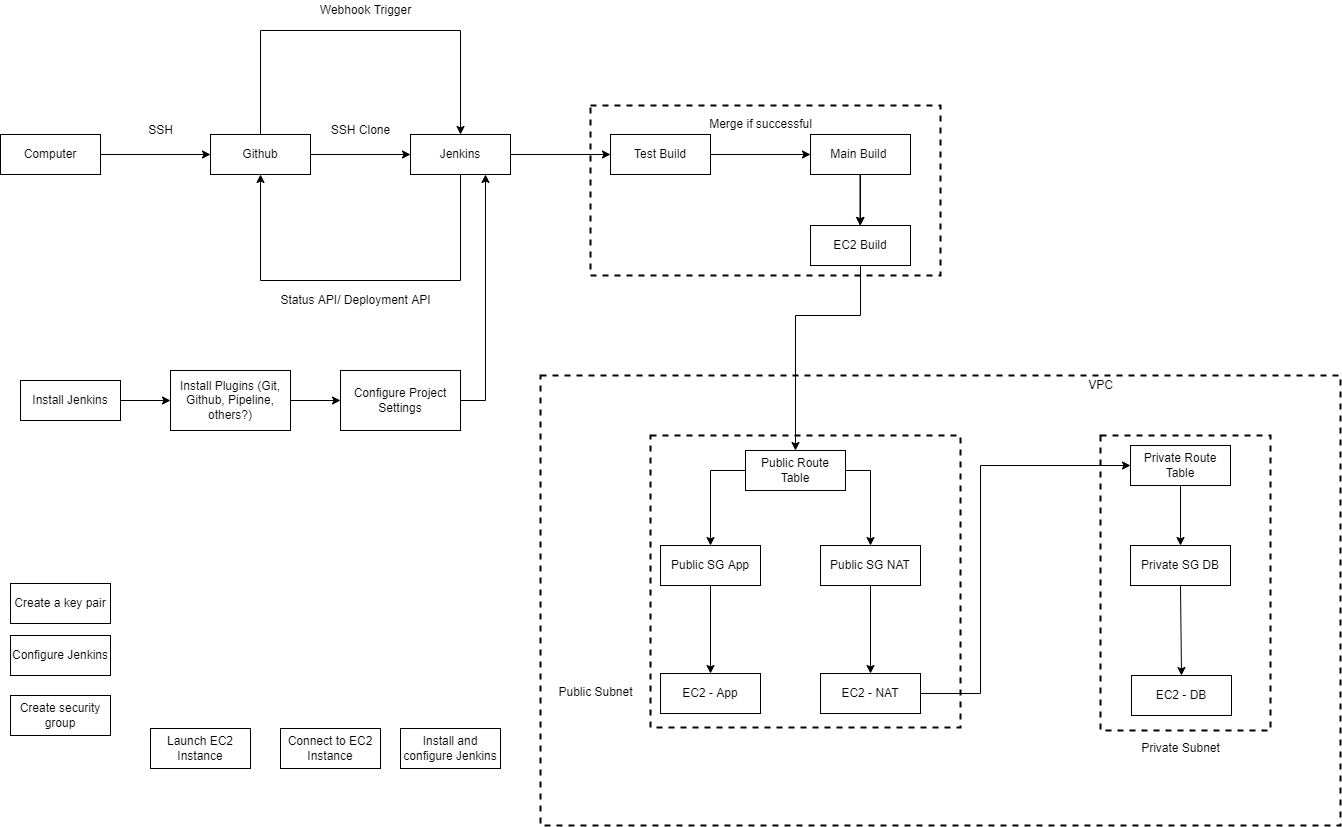 Webhook Trigger
SSH
SSH Clone
Merge if successful
Computer
Github
Jenkins
Test Build
Main Build
EC2 Build
Status API/ Deployment API
Install Jenkins
Install Plugins (Git,
Github, Pipeline,
others?)
Configure Project
Settings
VPC
Public Route
Table
Private Route
Table
Public SG App
Public SG NAT
Private SG DB
Create a key pair
Configure Jenkins
Create security
group
Public Subnet
EC2 - App
EC2 - NAT
EC2 - DB
Launch EC2
Instance
Connect to EC2
Instance
Install and
configure Jenkins
Private Subnet